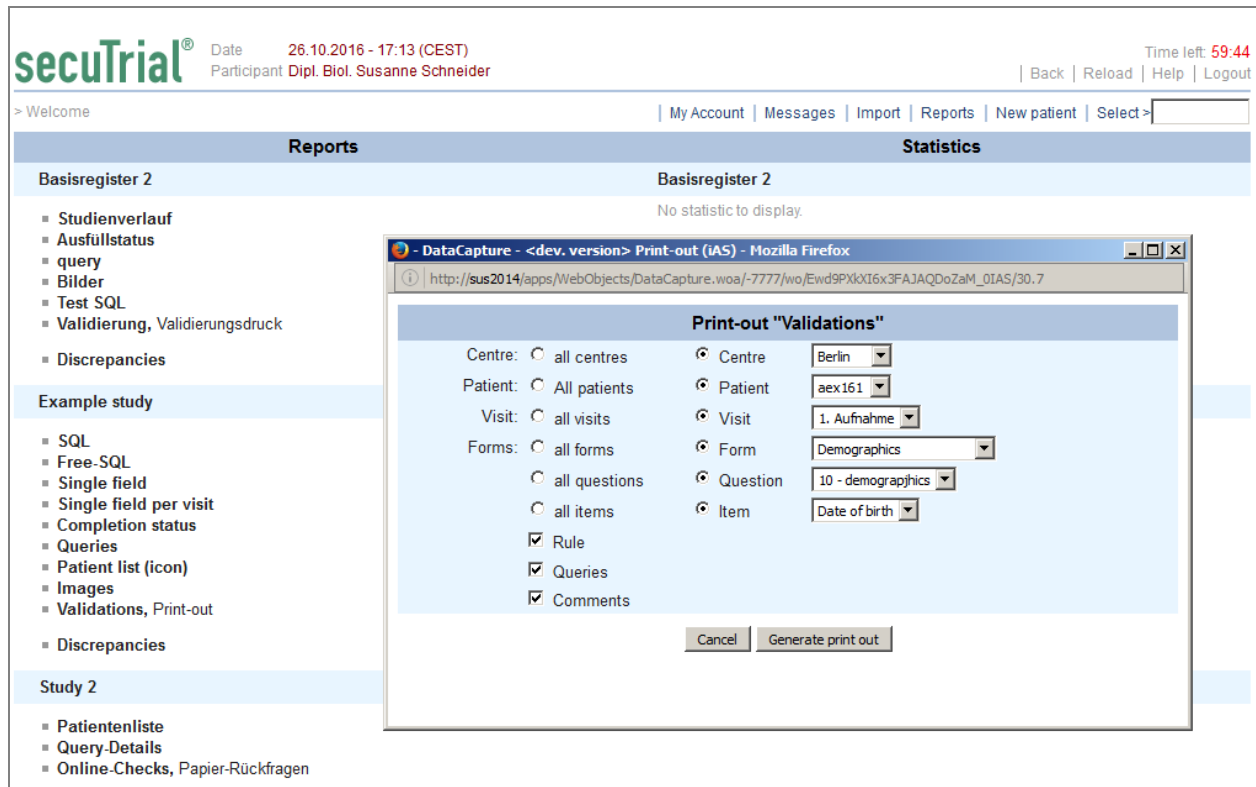 secuTrial®
Date 26.10.2016 - 17:13 (CEST)
Participant Dipl. Biol. Susanne Schneider
Time left: 59:44
| Back | Reload | Help | Logout
> Welcome
| My Account | Messages | Import | Reports | New patient | Select >
Reports
Statistics
Basisregister 2
Basisregister 2
No statistic to display.
Studienverlauf
Ausfüllstatus
query
Bilder
Test SQL
Validierung, Validierungsdruck
Discrepancies
Example study
SQL
Free-SQL
Single field
Single field per visit
Completion status
Queries
Patient list (icon)
Images
Validations, Print-out
Discrepancies
Study 2
Patientenliste
Query-Details
Online-Checks, Papier-Rückfragen
- DataCapture - <dev. version> Print-out (iAS) - Mozilla Firefox
http://sus2014/apps/WebObjects/DataCapture.woa/-7777/wo/Ewd9PXkXI6x3FAJAQDoZaM_0IAS/30.7
Print-out "Validations"
Centre: all centres Centre Berlin
Patient: All patients Patient aex161
Visit: all visits Visit 1. Aufnahme
Forms: all forms Form Demographics
all questions Question 10 - demograpjhics
all items Item Date of birth
Rule
Queries
Comments
Cancel Generate print out